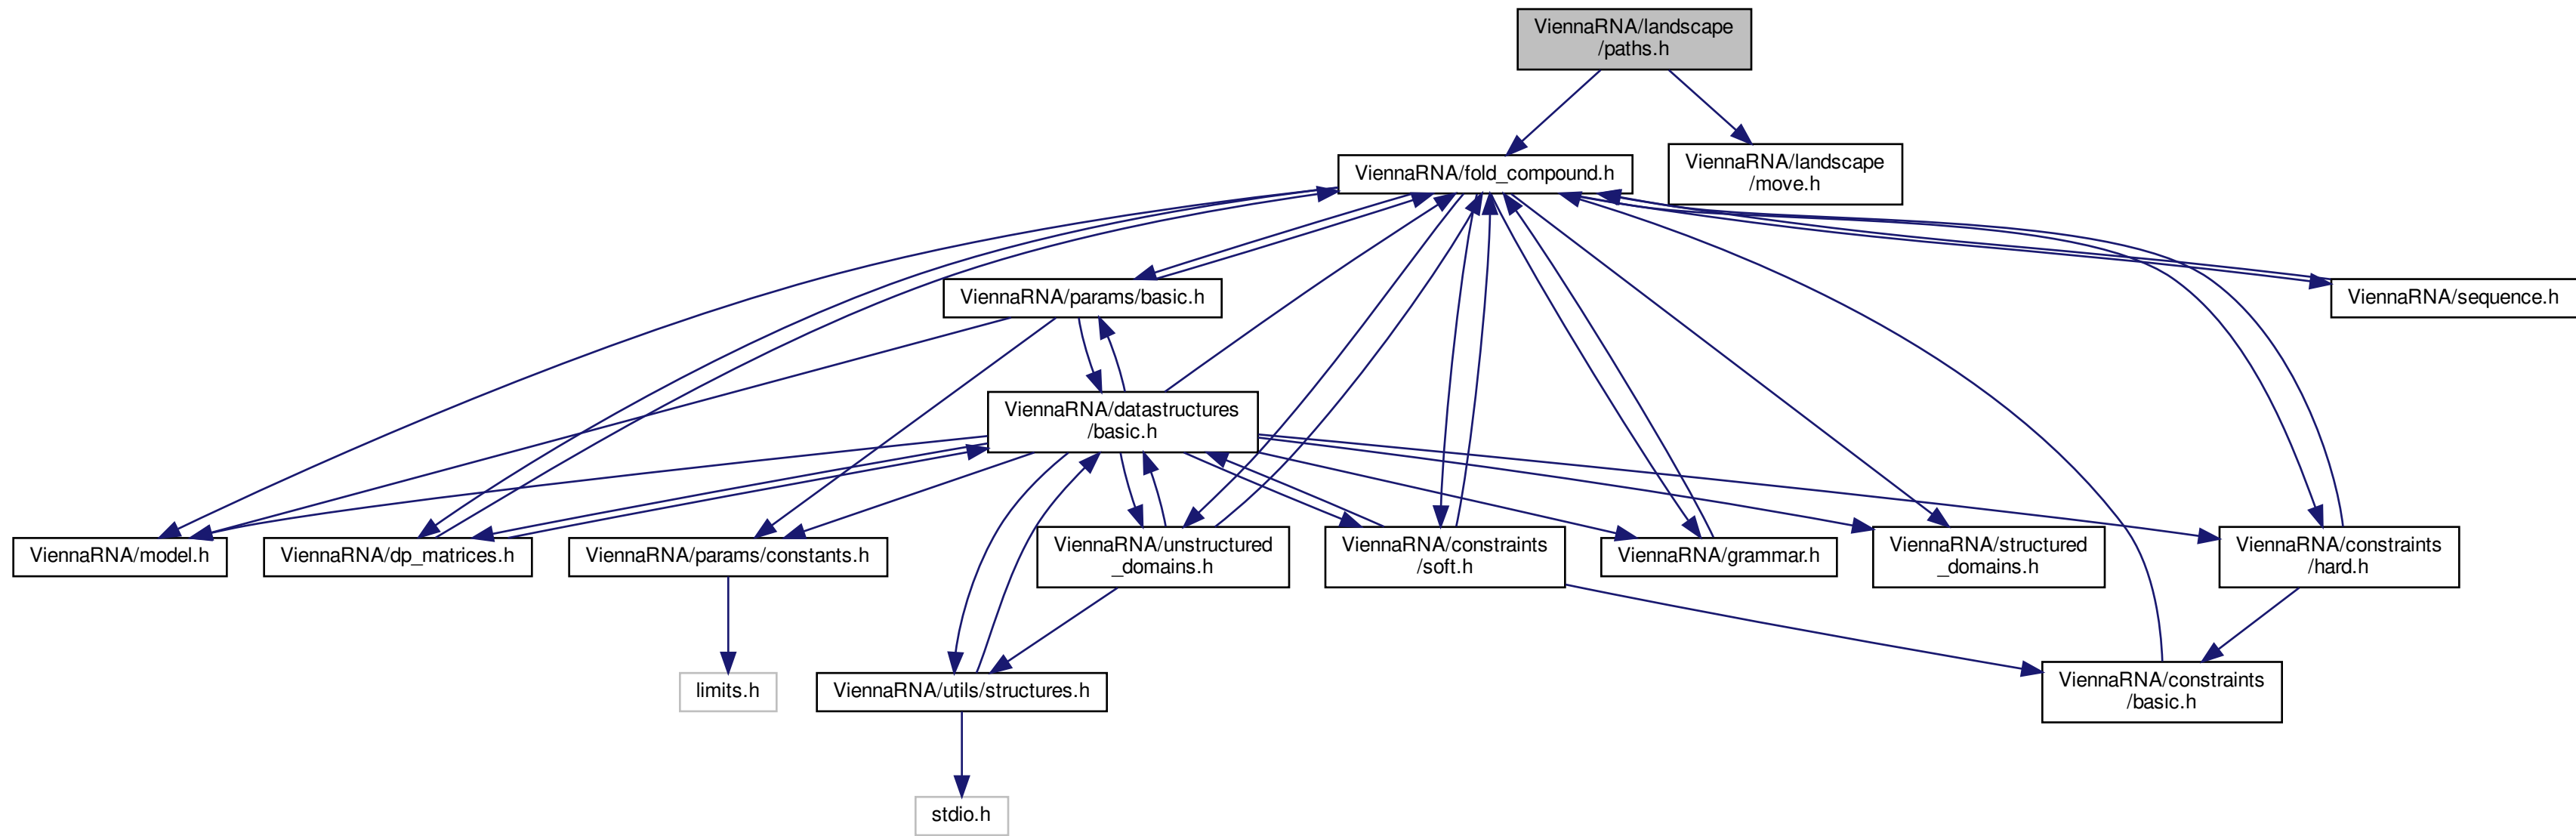 ViennaRNA/landscape
/paths.h
ViennaRNA/fold_compound.h
ViennaRNA/landscape
/move.h
ViennaRNA/params/basic.h
ViennaRNA/sequence.h
ViennaRNA/datastructures
/basic.h
ViennaRNA/model.h
ViennaRNA/dp_matrices.h
ViennaRNA/params/constants.h
ViennaRNA/unstructured
_domains.h
ViennaRNA/constraints
/soft.h
ViennaRNA/grammar.h
ViennaRNA/structured
_domains.h
ViennaRNA/constraints
/hard.h
limits.h
ViennaRNA/utils/structures.h
ViennaRNA/constraints
/basic.h
stdio.h